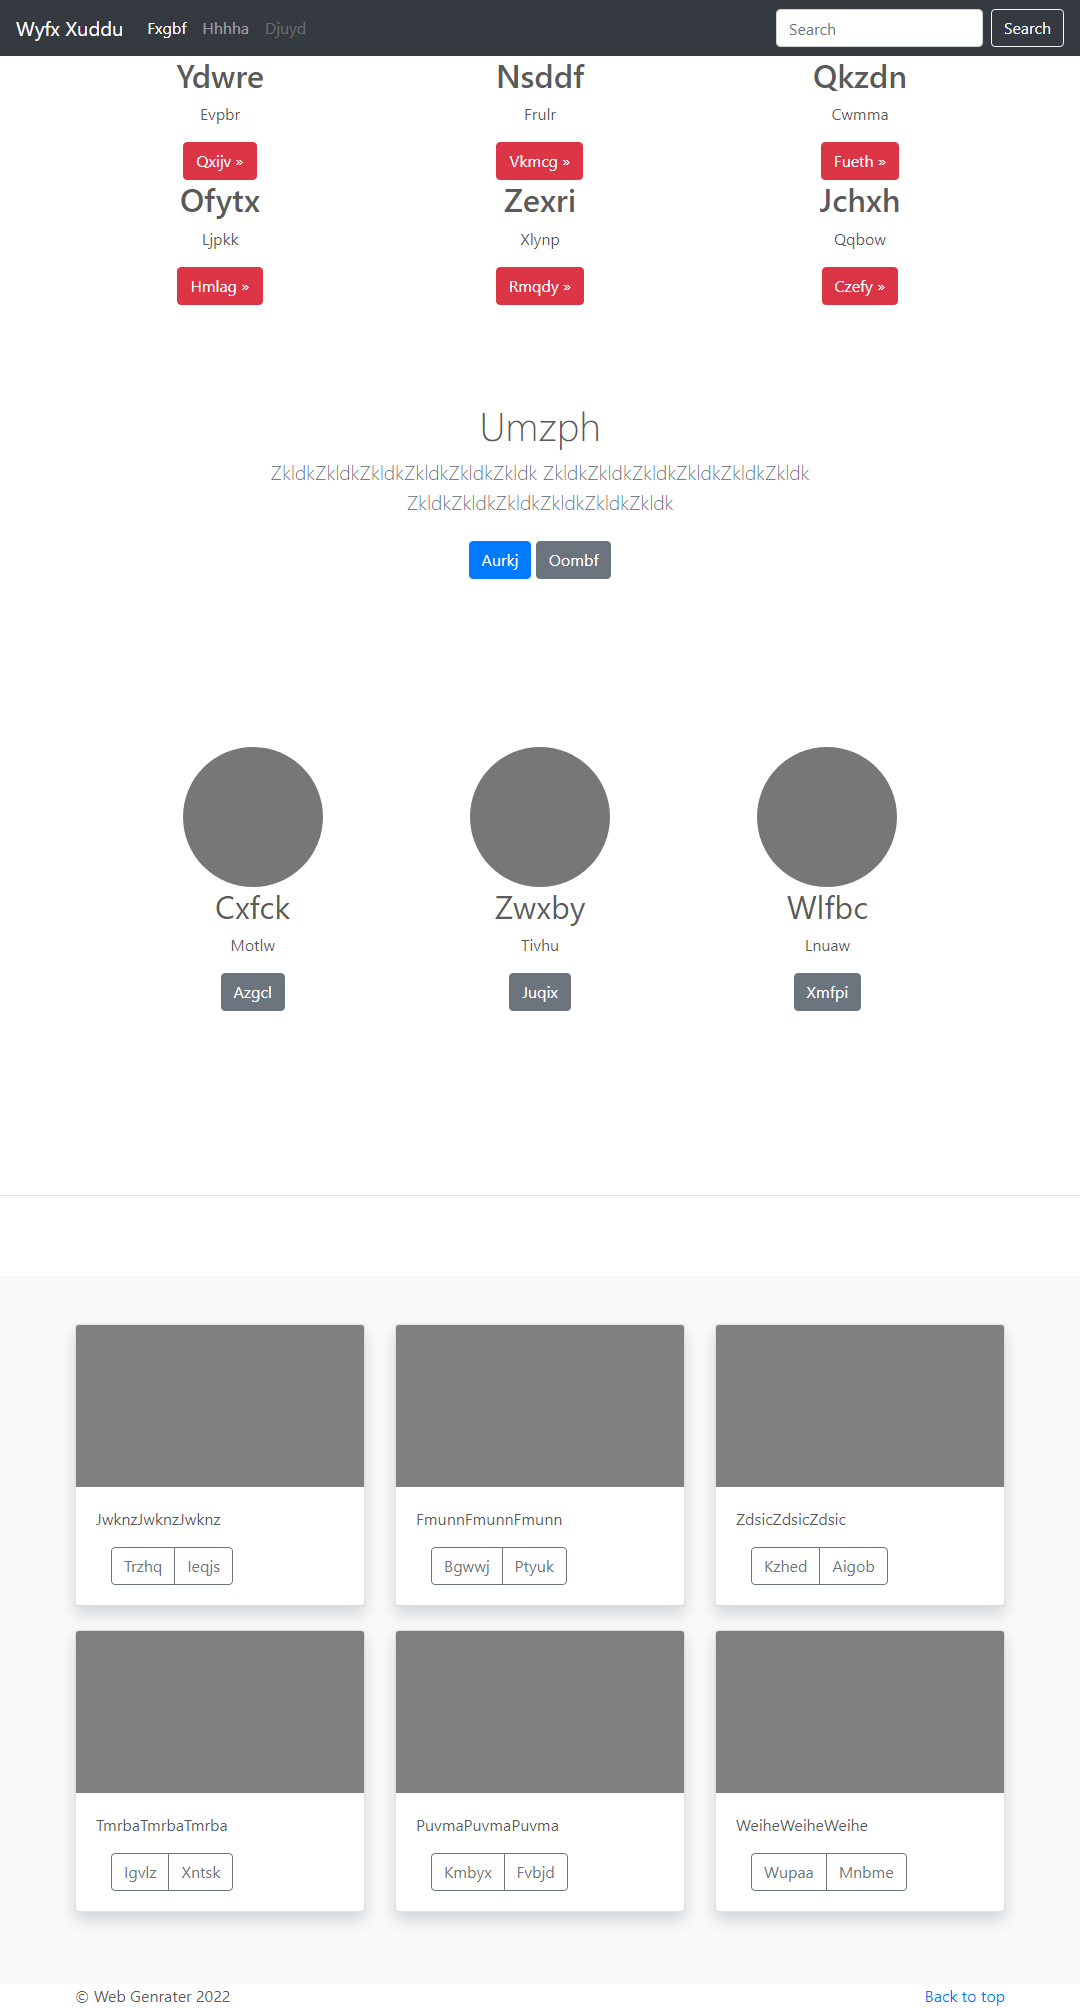 Wyfx Xuddu Fxgbf Hhhha Djuyd Search Search
Ydwre Nsddf Qkzdn
Evpbr Frulr Cwmma
Qxijv » Vkmcg » Fueth »
Ofytx Zexri Jchxh
Ljpkk Xlynp Qqbow
Hmlag » Rmqdy » Czefy »
Umzph
ZkldkZkldkZkldkZkldkZkldkZkldk ZkldkZkldkZkldkZkldkZkldkZkldk
ZkldkZkldkZkldkZkldkZkldkZkldk
Aurkj Oombf
Cxfck Zwxby Wlfbc
Motlw Tivhu Lnuaw
Azgcl Juqix Xmfpi
JwknzJwknzJwknz FmunnFmunnFmunn ZdsicZdsicZdsic
Trzhq Ieqjs Bgwwj Ptyuk Kzhed Aigob
TmrbaTmrbaTmrba PuvmaPuvmaPuvma WeiheWeiheWeihe
Igvlz Xntsk Kmbyx Fvbjd Wupaa Mnbme
© Web Genrater 2022 Back to top